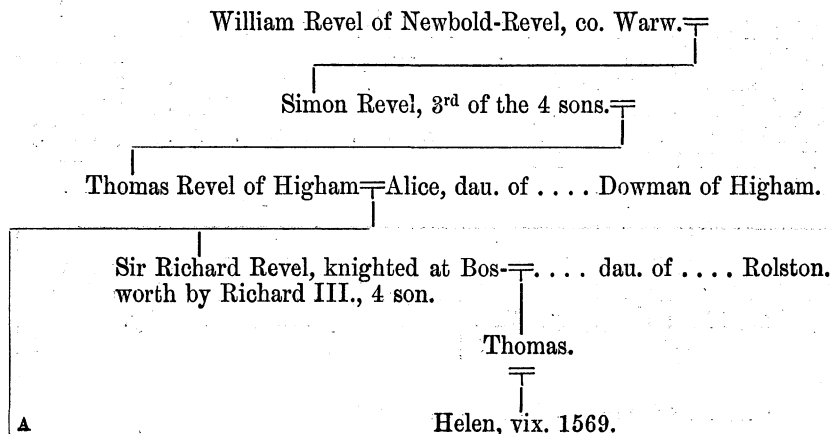 William Revel of Newbold-Revel, co. Warw.
Simon Revel, 3rd of the 4 sons.
Thomas Revel of Higham Alice, dau. of . . . . Dowman of Higham.
Sir Richard Revel, knighted at Bos- . . . . dau. of . . . . Rolston.
worth by Richard III., 4 son.
Thomas.
A Helen, vix. 1569.